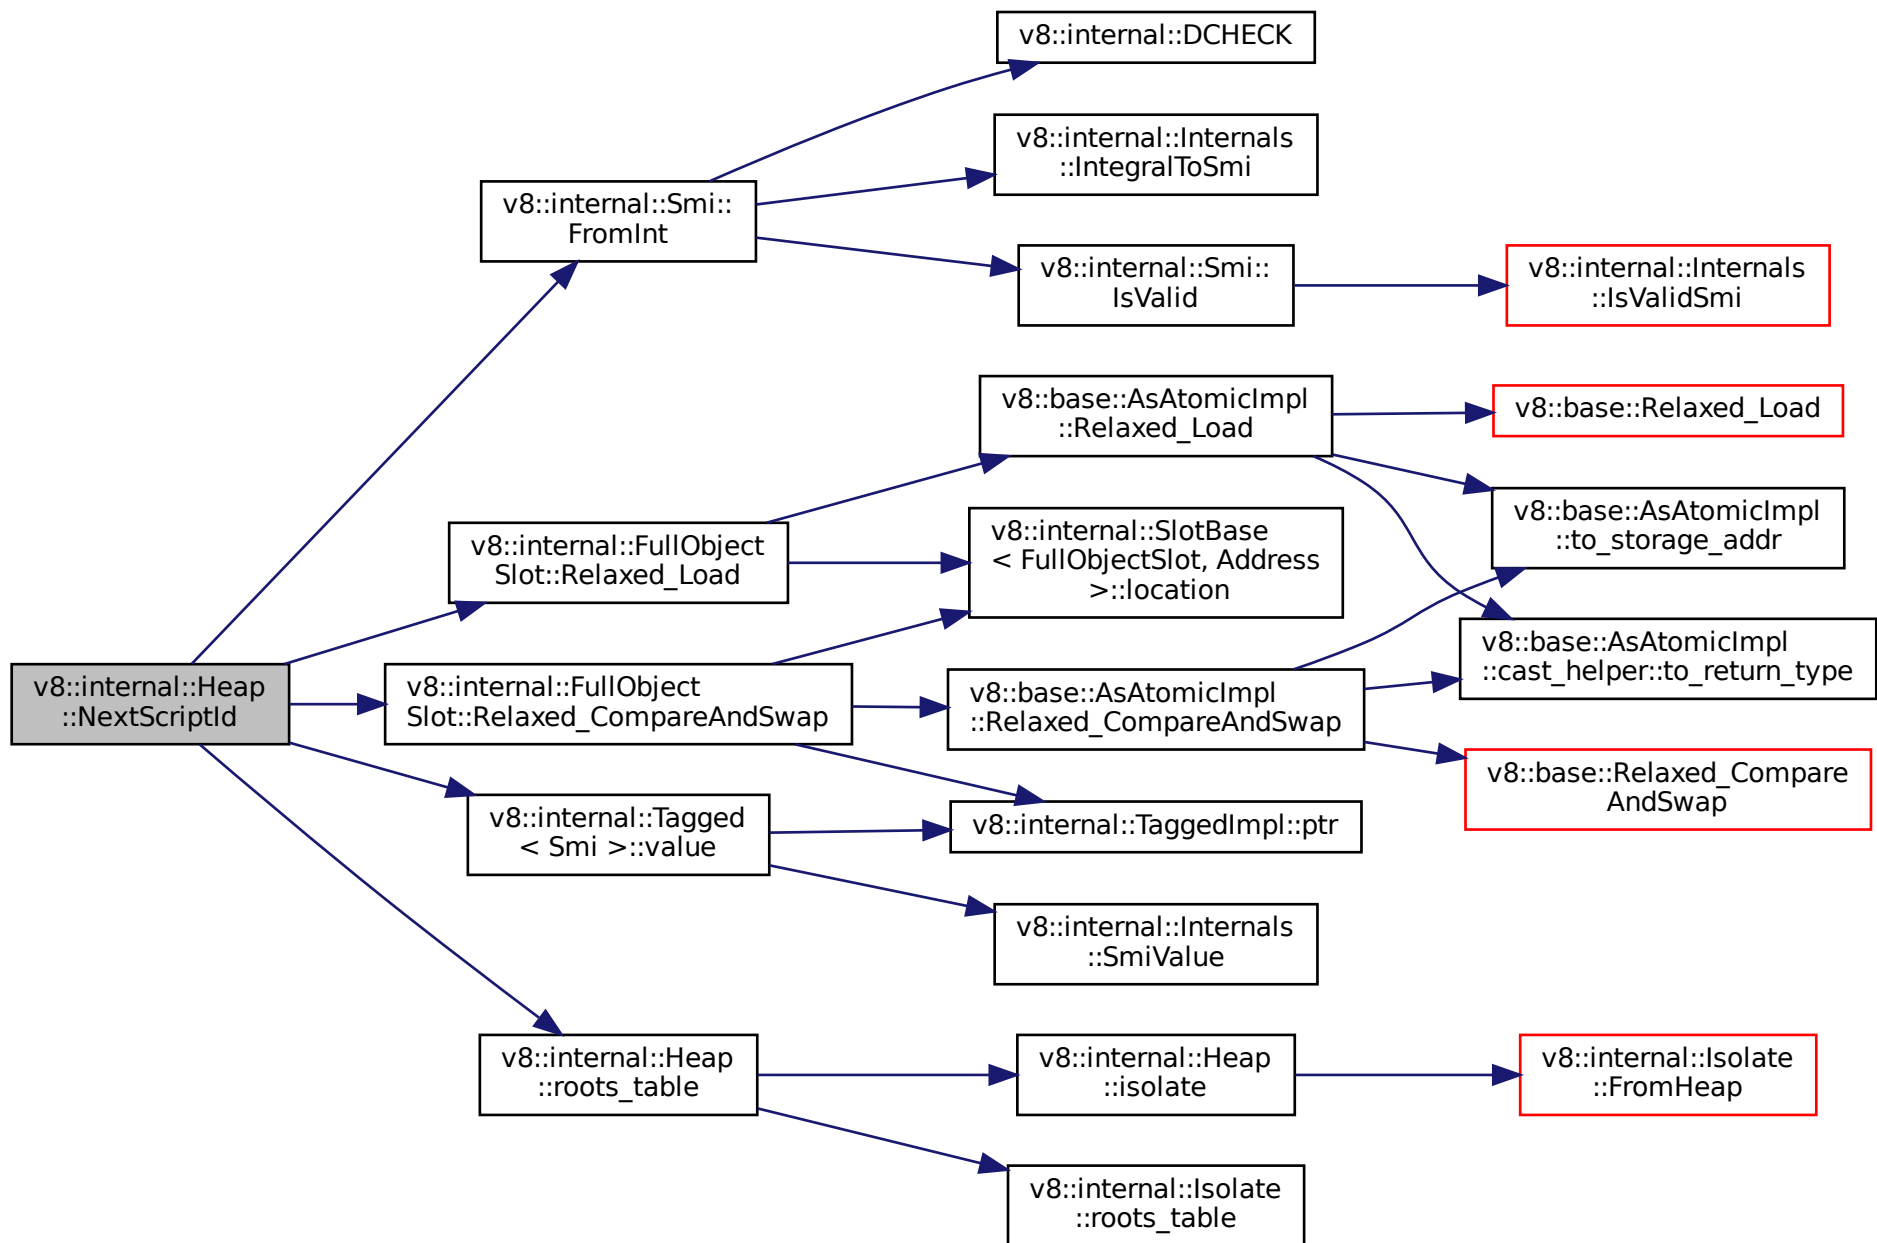 v8::internal::Heap
::NextScriptId
v8::internal::Smi::
FromInt
v8::internal::DCHECK
v8::internal::Internals
::IntegralToSmi
v8::internal::Smi::
IsValid
v8::internal::Internals
::IsValidSmi
v8::internal::FullObject
Slot::Relaxed_Load
v8::base::AsAtomicImpl
::Relaxed_Load
v8::base::Relaxed_Load
v8::base::AsAtomicImpl
::to_storage_addr
v8::base::AsAtomicImpl
::cast_helper::to_return_type
v8::internal::SlotBase
< FullObjectSlot, Address
>::location
v8::internal::FullObject
Slot::Relaxed_CompareAndSwap
v8::base::AsAtomicImpl
::Relaxed_CompareAndSwap
v8::base::Relaxed_Compare
AndSwap
v8::internal::TaggedImpl::ptr
v8::internal::Tagged
< Smi >::value
v8::internal::Internals
::SmiValue
v8::internal::Heap
::roots_table
v8::internal::Heap
::isolate
v8::internal::Isolate
::FromHeap
v8::internal::Isolate
::roots_table